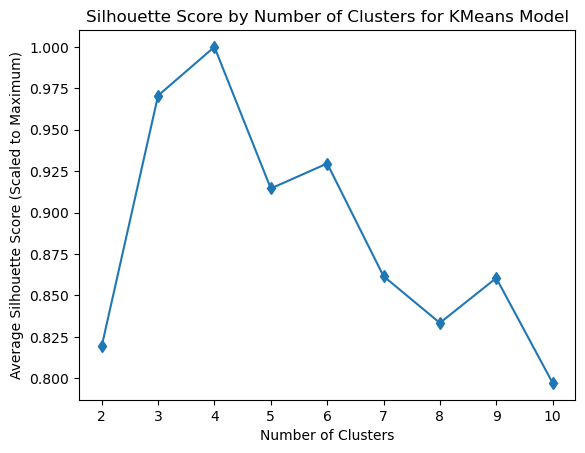 Silhouette Score by Number of Clusters for KMeans Model
Average Silhouette Score (Scaled to Maximum)
1.000
0.975
0.950
0.925
0.900
0.875
0.850
0.825
0.800
2 3 4 5 6 7 8 9 10
Number of Clusters